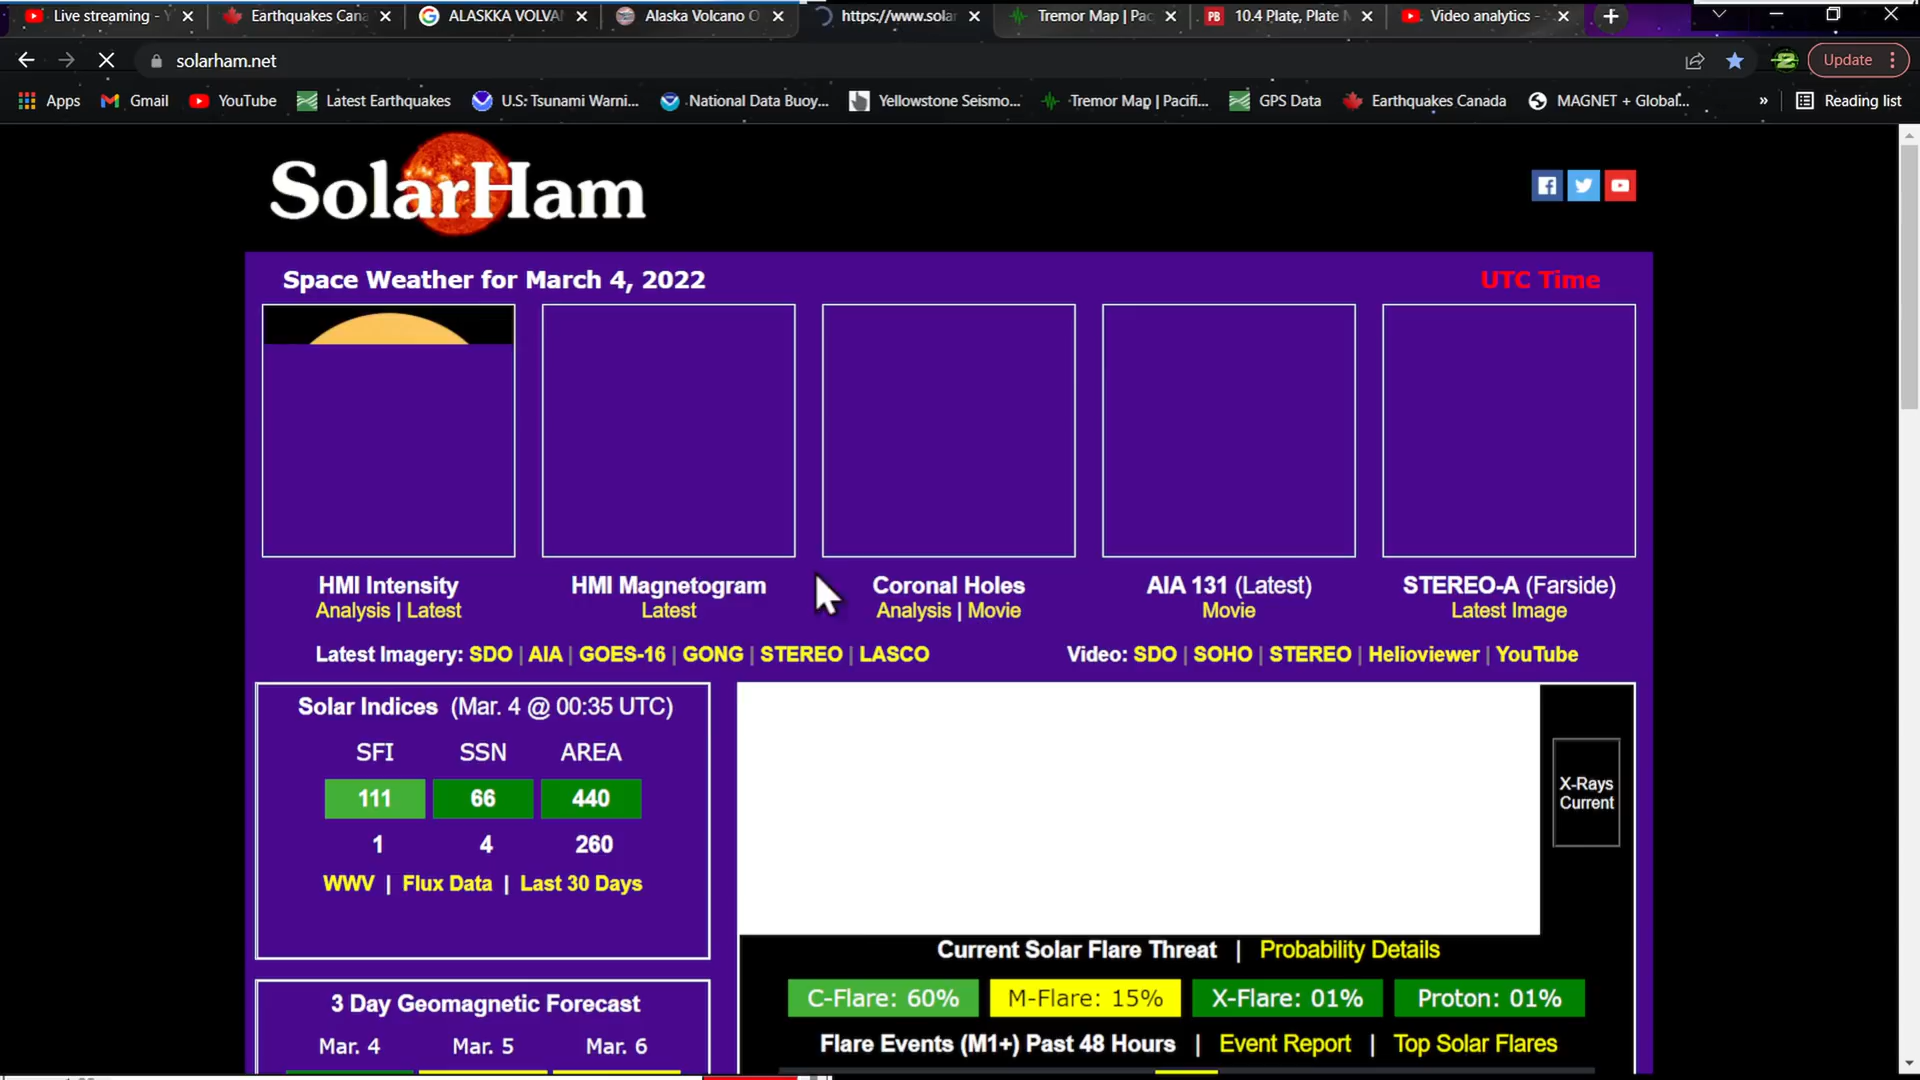 Live streaming - Y
Earthquakes Cana
ALASKKA VOLVAN
Alaska Volcano O
https://www.solar
Tremor Map | Pac
PB 10.4 Plate, Plate M
Video analytics -
solarham.net
Update
Apps
Gmail
YouTube
Latest Earthquakes
U.S. Tsunami Warni...
National Data Buoy...
Yellowstone Seismo...
Tremor Map | Pacifi...
GPS Data
Earthquakes Canada
MAGNET + Global...
»
Reading list
SolarHam
Space Weather for March 4, 2022
UTC Time
HMI Intensity
Analysis | Latest
HMI Magnetogram
Latest
Coronal Holes
Analysis | Movie
AIA 131 (Latest)
Movie
STEREO-A (Farside)
Latest Image
Latest Imagery: SDO | AIA | GOES-16 | GONG | STEREO | LASCO
Video: SDO | SOHO | STEREO | Helioviewer | YouTube
Solar Indices (Mar. 4 @ 00:35 UTC)
SFI SSN AREA
111 66 440
1 4 260
WWV | Flux Data | Last 30 Days
X-Rays
Current
Current Solar Flare Threat | Probability Details
C-Flare: 60% M-Flare: 15% X-Flare: 01% Proton: 01%
Flare Events (M1+) Past 48 Hours | Event Report | Top Solar Flares
3 Day Geomagnetic Forecast
Mar. 4 Mar. 5 Mar. 6